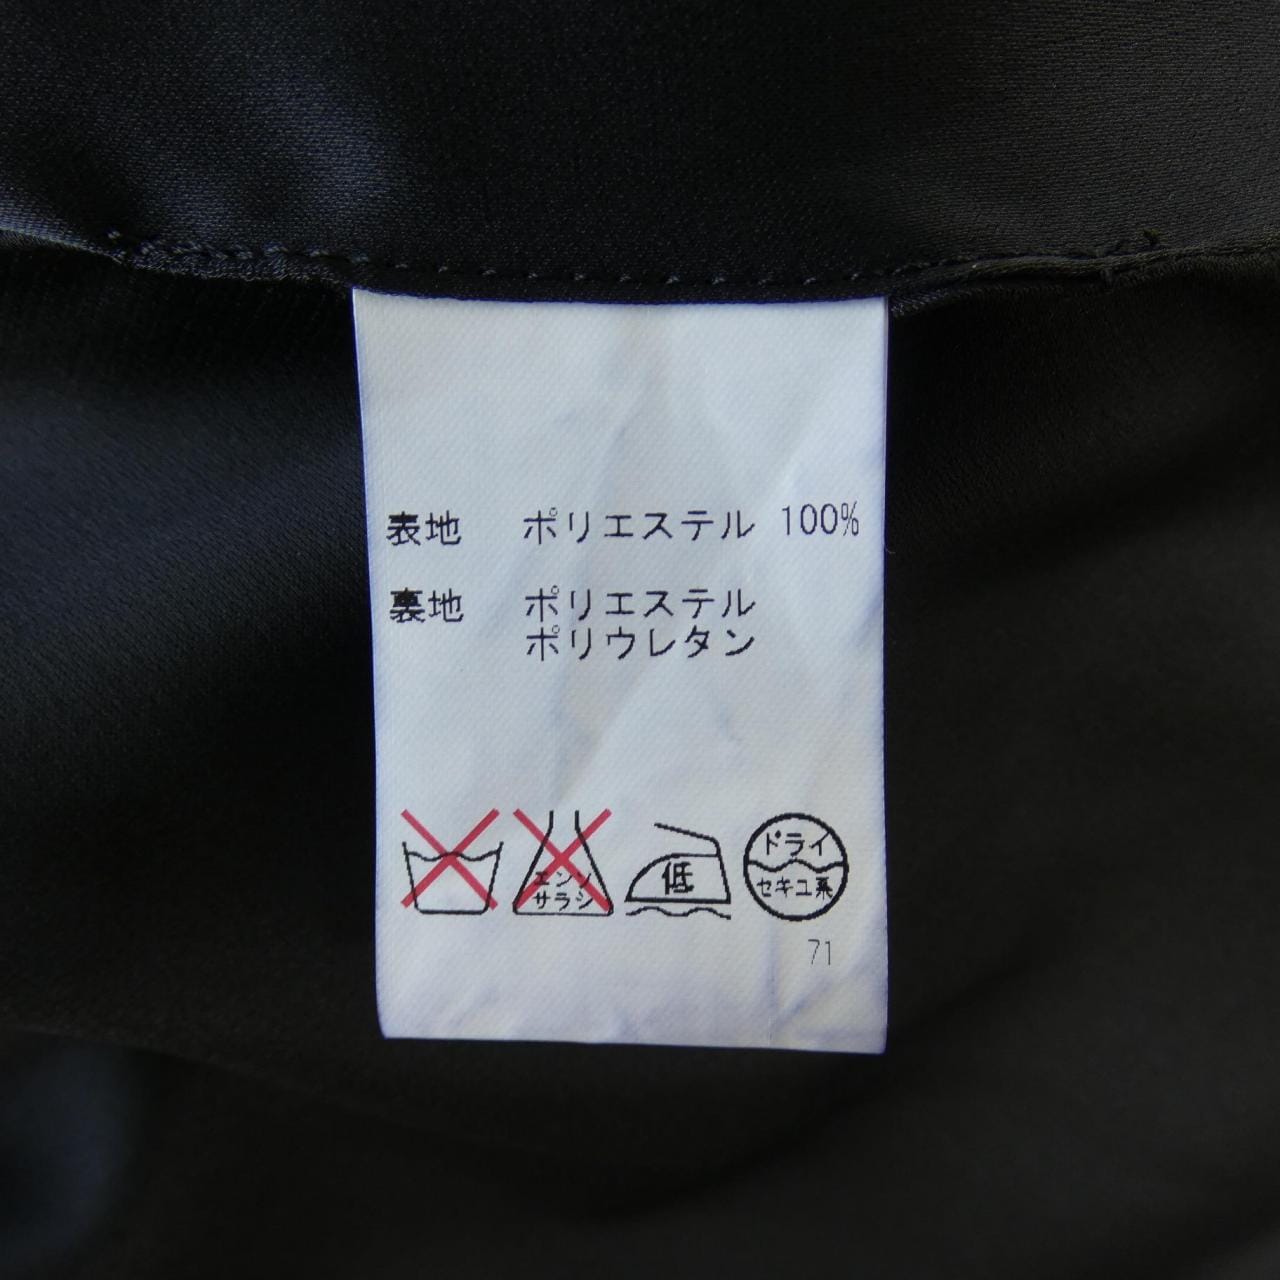 表地 ポリエステル 100%
裏地 ポリエステル
ポリウレタン
エンソ
サラシ
低
ドライ
セキユ系
71